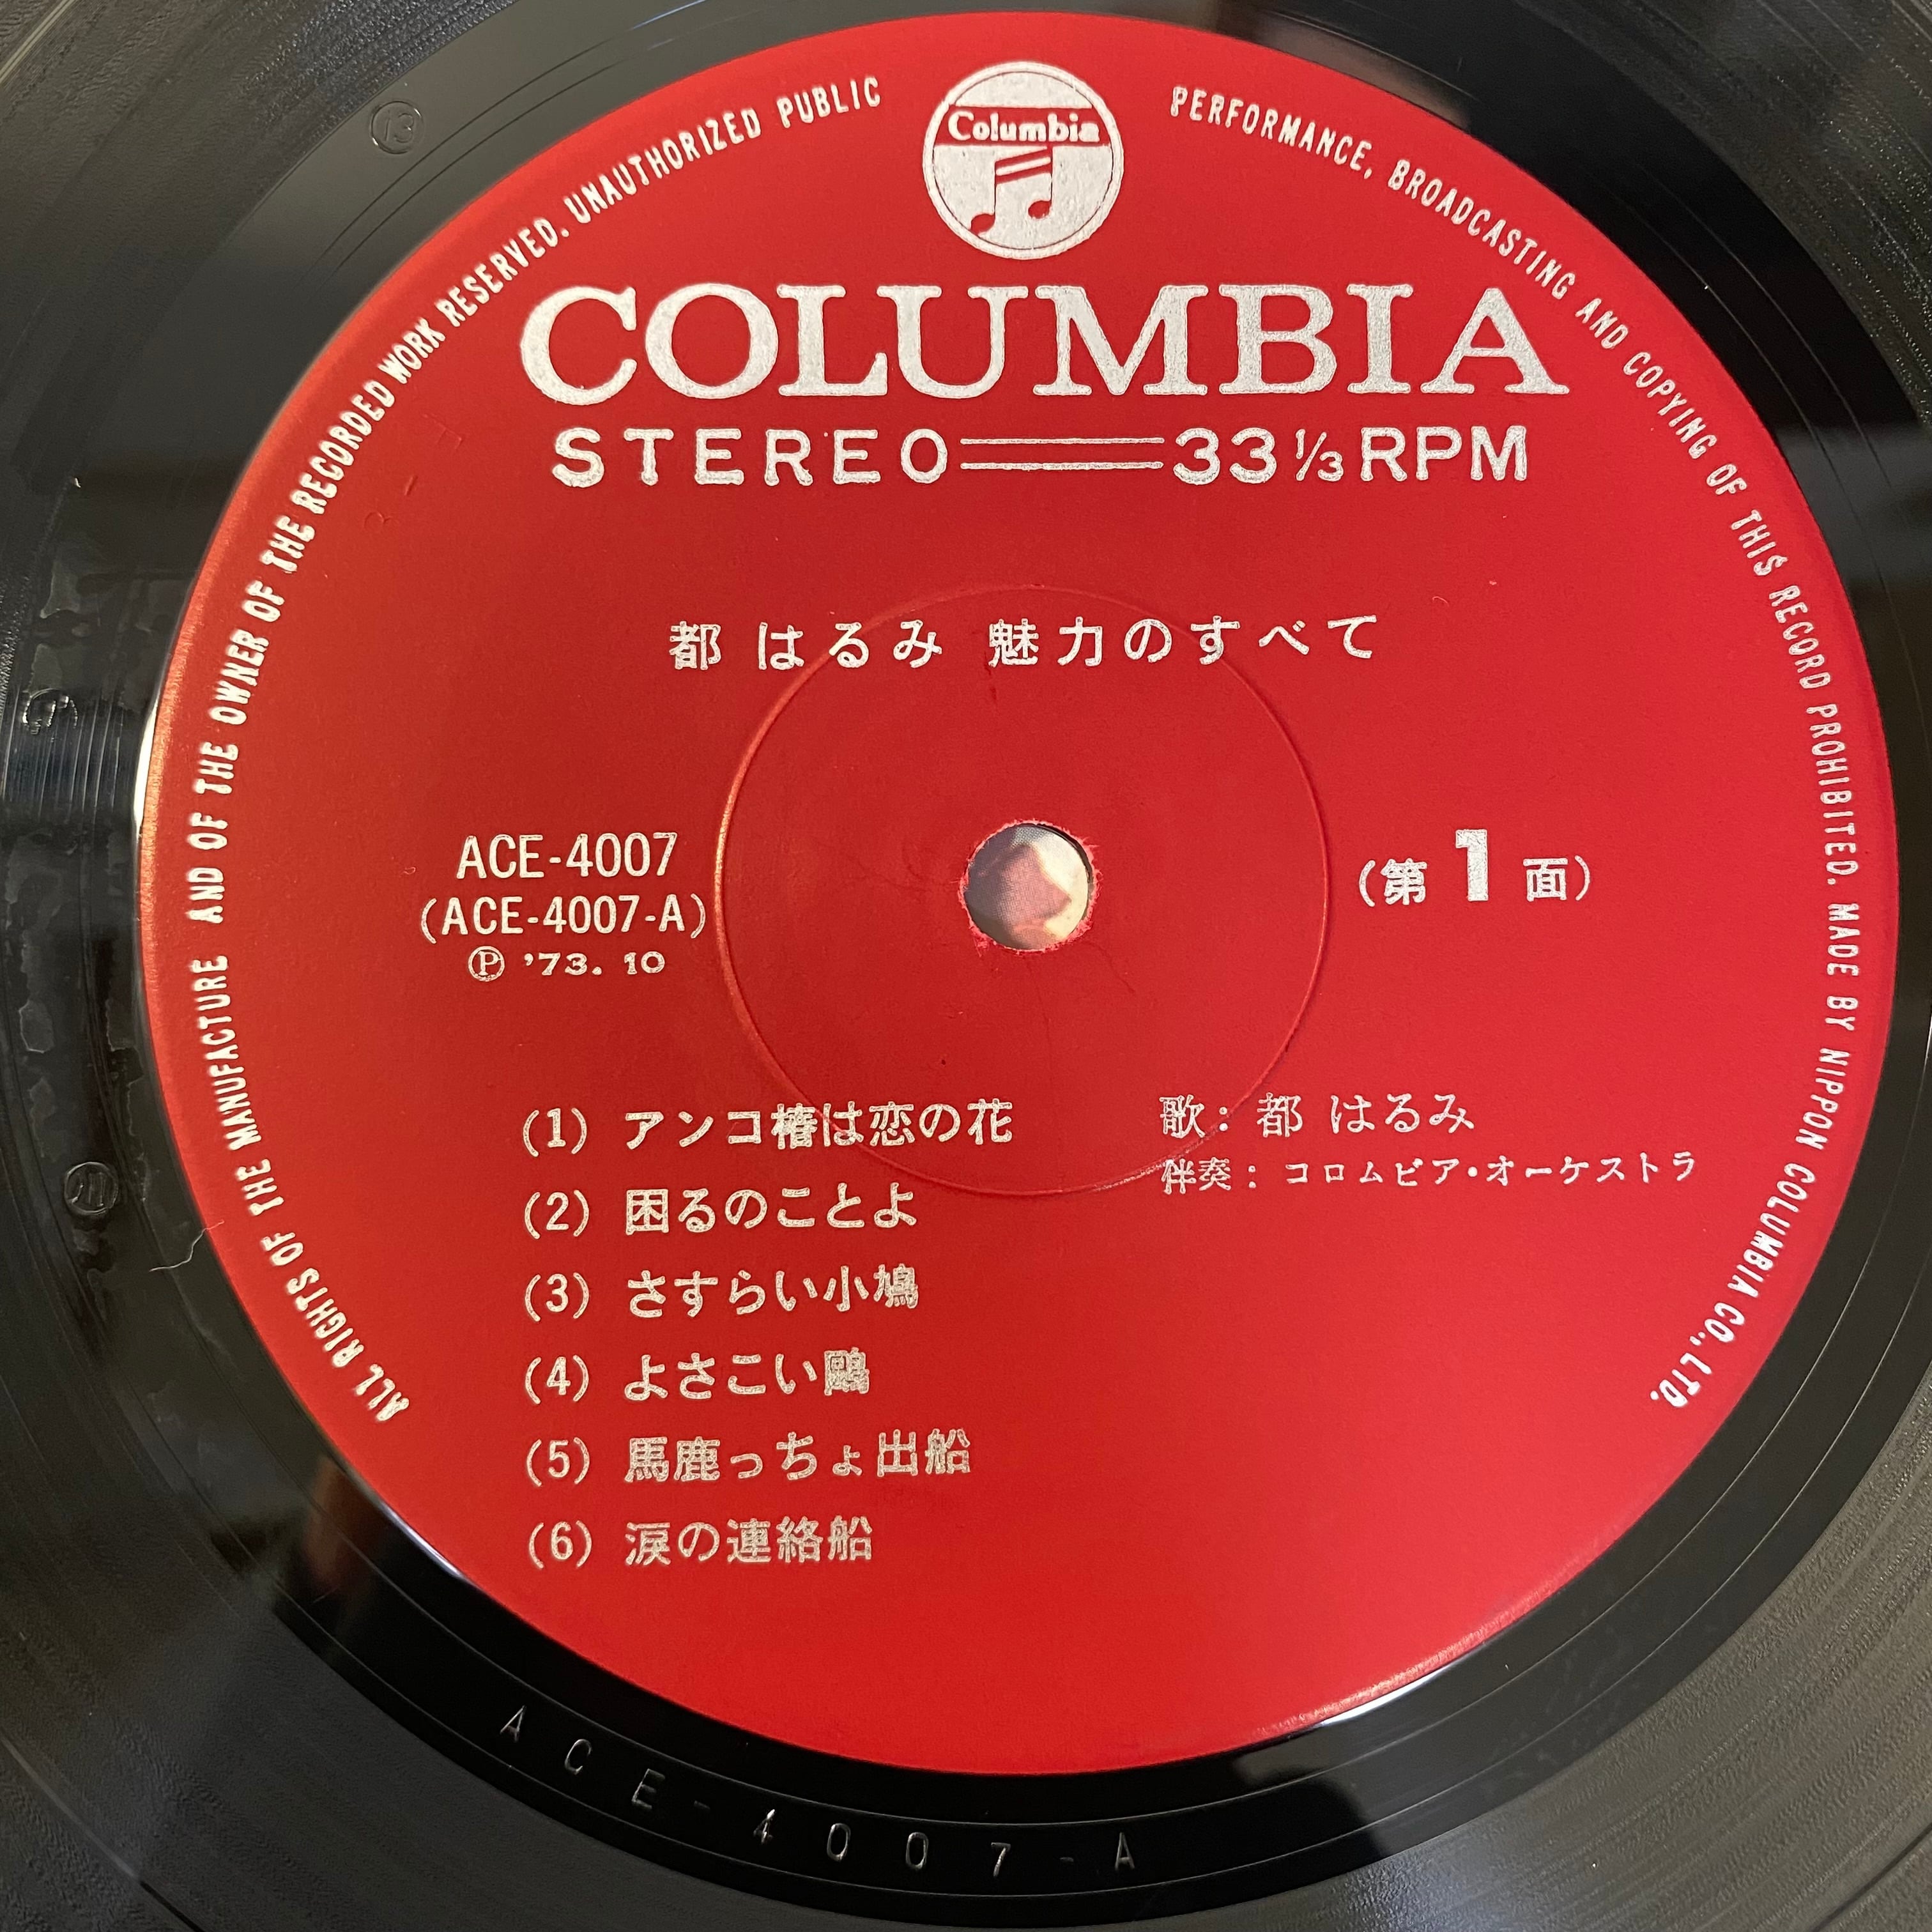 Columbia
COLUMBIA
STEREO 33 1/3 RPM
都 はるみ 魅力のすべて
ACE-4007
(ACE-4007-A)
Ⓟ '73. 10
(第 1 面)
(1) アンコ椿は恋の花
(2) 困るのことよ
(3) さすらい小鳩
(4) よさこい鷗
(5) 馬鹿っちょ出船
(6) 涙の連絡船
歌: 都 はるみ
伴奏: コロムビア・オーケストラ
ALL RIGHTS OF THE MANUFACTURE AND OF THE OWNER OF THE RECORDED WORK RESERVED. UNAUTHORIZED PUBLIC PERFORMANCE, BROADCASTING AND COPYING OF THIS RECORD PROHIBITED. MADE BY NIPPON COLUMBIA CO., LTD.
ACE-4007-A